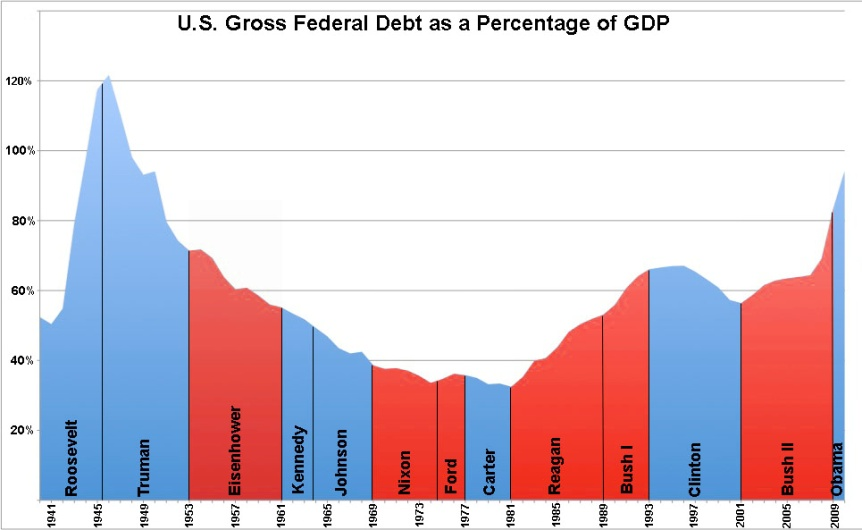 U.S. Gross Federal Debt as a Percentage of GDP
120%
100%
80%
60%
40%
20%
Roosevelt
Truman
Eisenhower
Kennedy
Johnson
Nixon
Ford
Carter
Reagan
Bush I
Clinton
Bush II
Obama
1941
1945
1949
1953
1957
1961
1965
1969
1973
1977
1981
1985
1989
1993
1997
2001
2005
2009